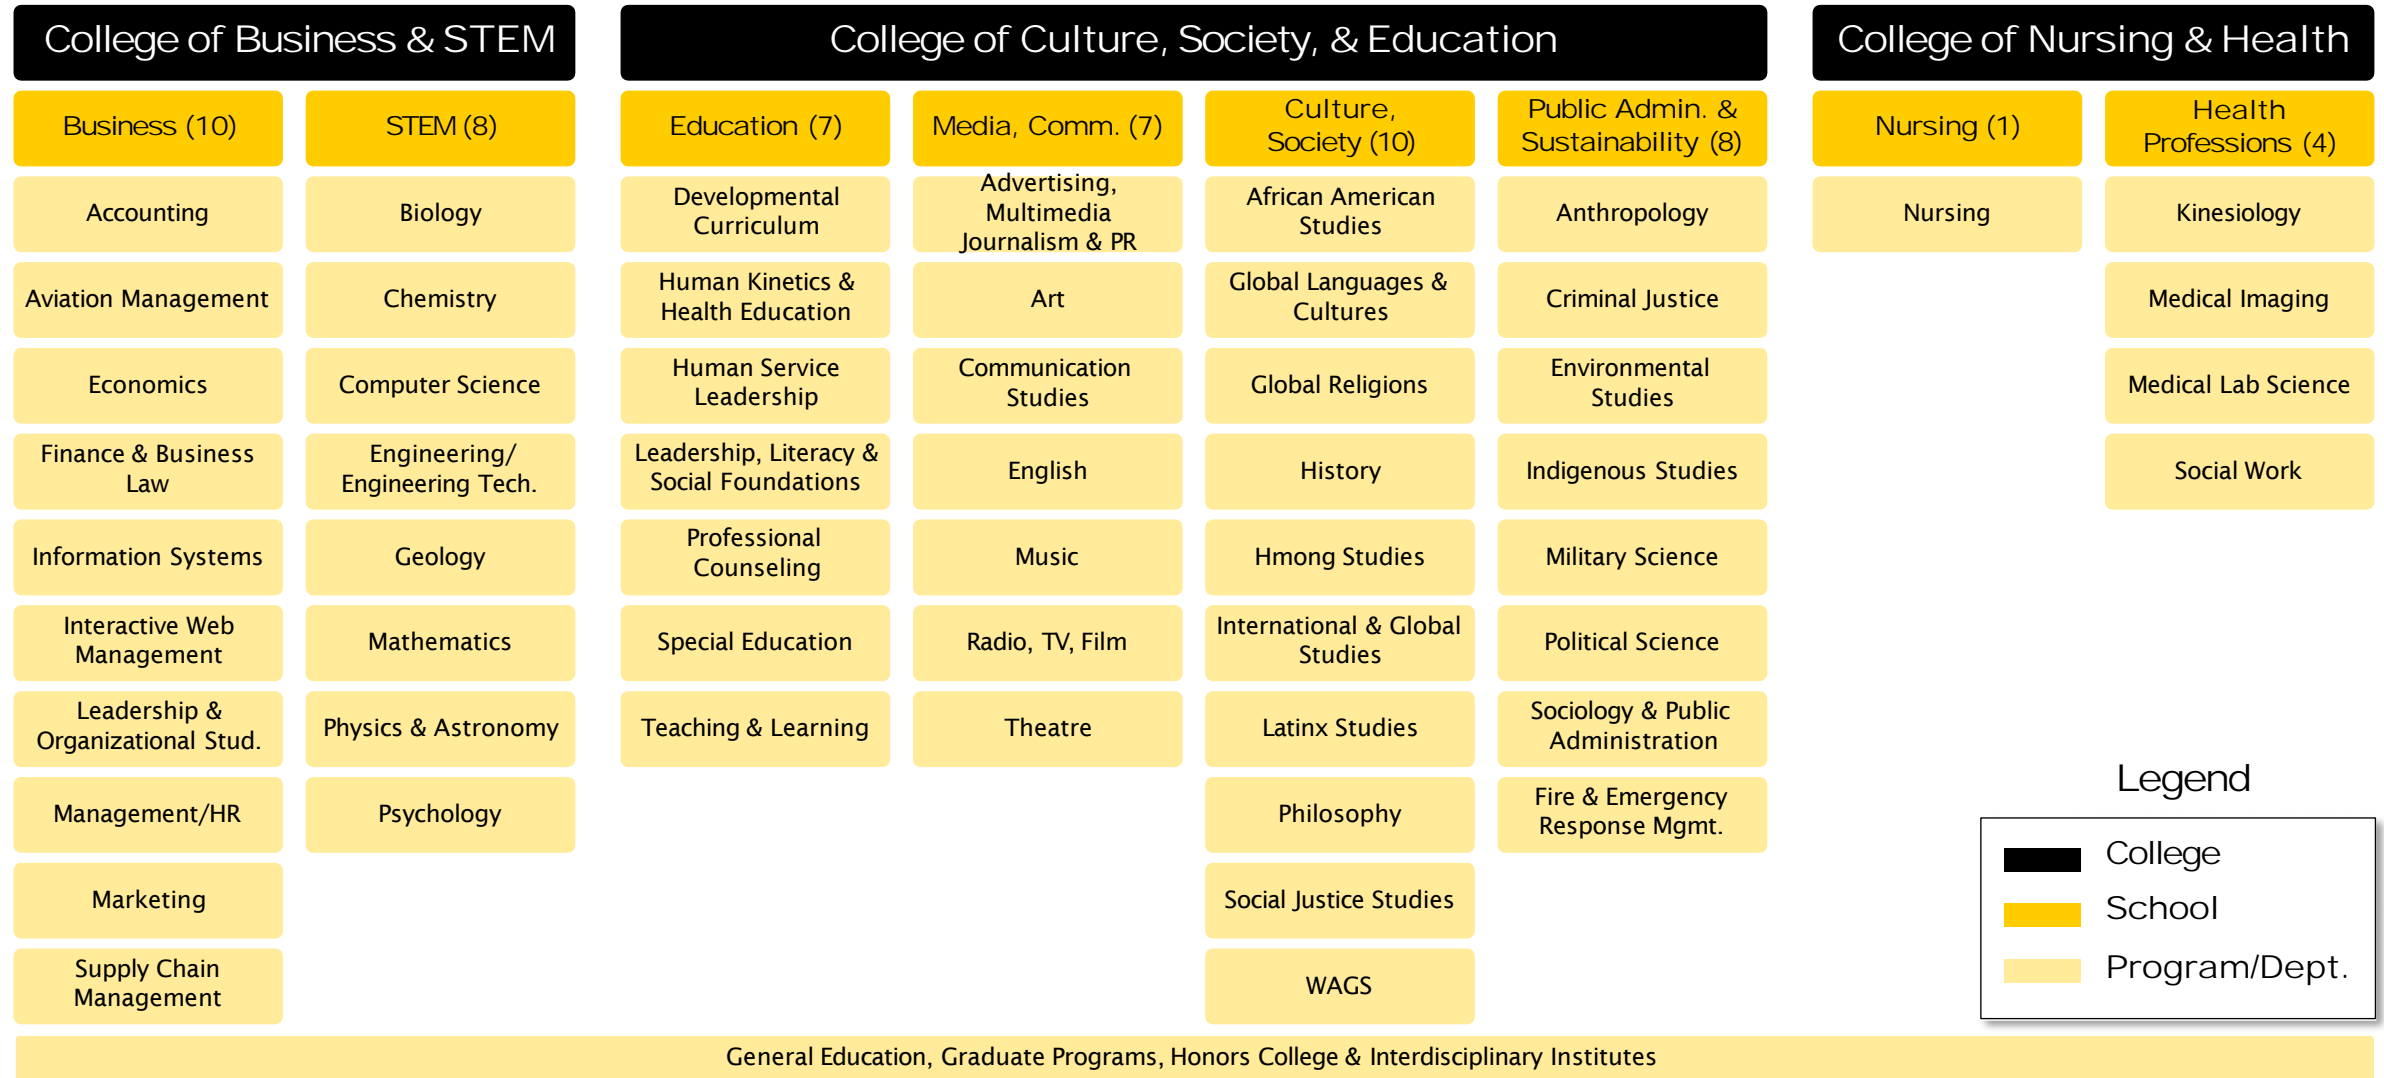 College of Business & STEM
College of Culture, Society, & Education
College of Nursing & Health
Business (10)
STEM (8)
Education (7)
Media, Comm. (7)
Culture,
Society (10)
Public Admin. &
Sustainability (8)
Nursing (1)
Health
Professions (4)
Accounting
Aviation Management
Economics
Finance & Business
Law
Information Systems
Interactive Web
Management
Leadership &
Organizational Stud.
Management/HR
Marketing
Supply Chain
Management
Biology
Chemistry
Computer Science
Engineering/
Engineering Tech.
Geology
Mathematics
Physics & Astronomy
Psychology
Developmental
Curriculum
Human Kinetics &
Health Education
Human Service
Leadership
Leadership, Literacy &
Social Foundations
Professional
Counseling
Special Education
Teaching & Learning
Advertising,
Multimedia
Journalism & PR
Art
Communication
Studies
English
Music
Radio, TV, Film
Theatre
African American
Studies
Global Languages &
Cultures
Global Religions
History
Hmong Studies
International & Global
Studies
Latinx Studies
Philosophy
Social Justice Studies
WAGS
Anthropology
Criminal Justice
Environmental
Studies
Indigenous Studies
Military Science
Political Science
Sociology & Public
Administration
Fire & Emergency
Response Mgmt.
Nursing
Kinesiology
Medical Imaging
Medical Lab Science
Social Work
Legend
College
School
Program/Dept.
General Education, Graduate Programs, Honors College & Interdisciplinary Institutes